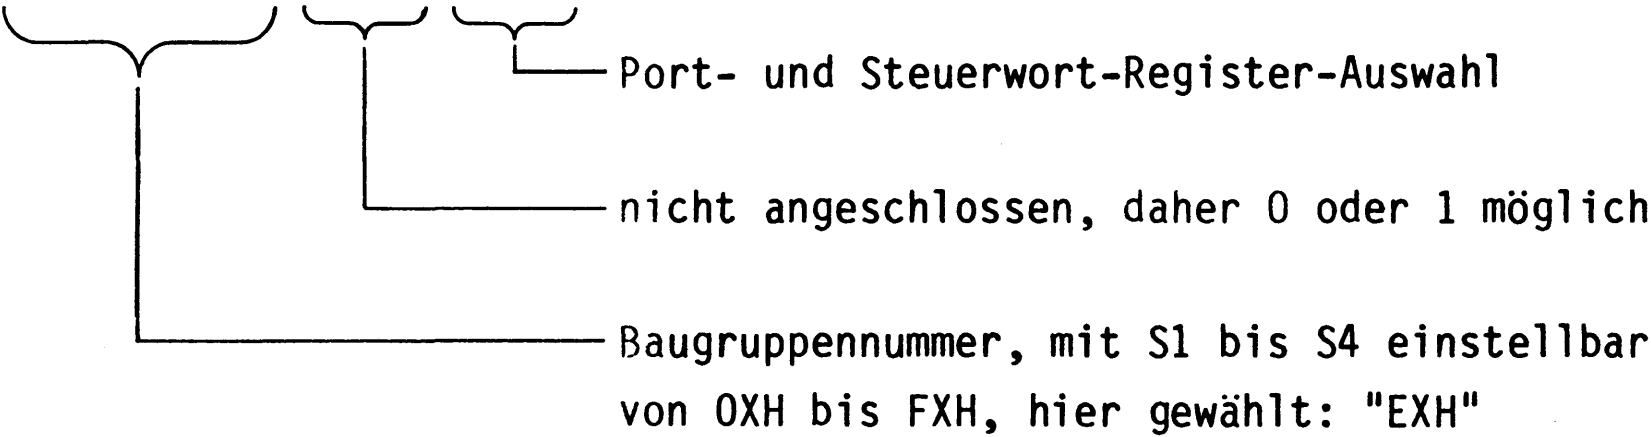 Port- und Steuerwort-Register-Auswahl
nicht angeschlossen, daher 0 oder 1 möglich
Baugruppennummer, mit S1 bis S4 einstellbar
von 0XH bis FXH, hier gewählt: "EXH"